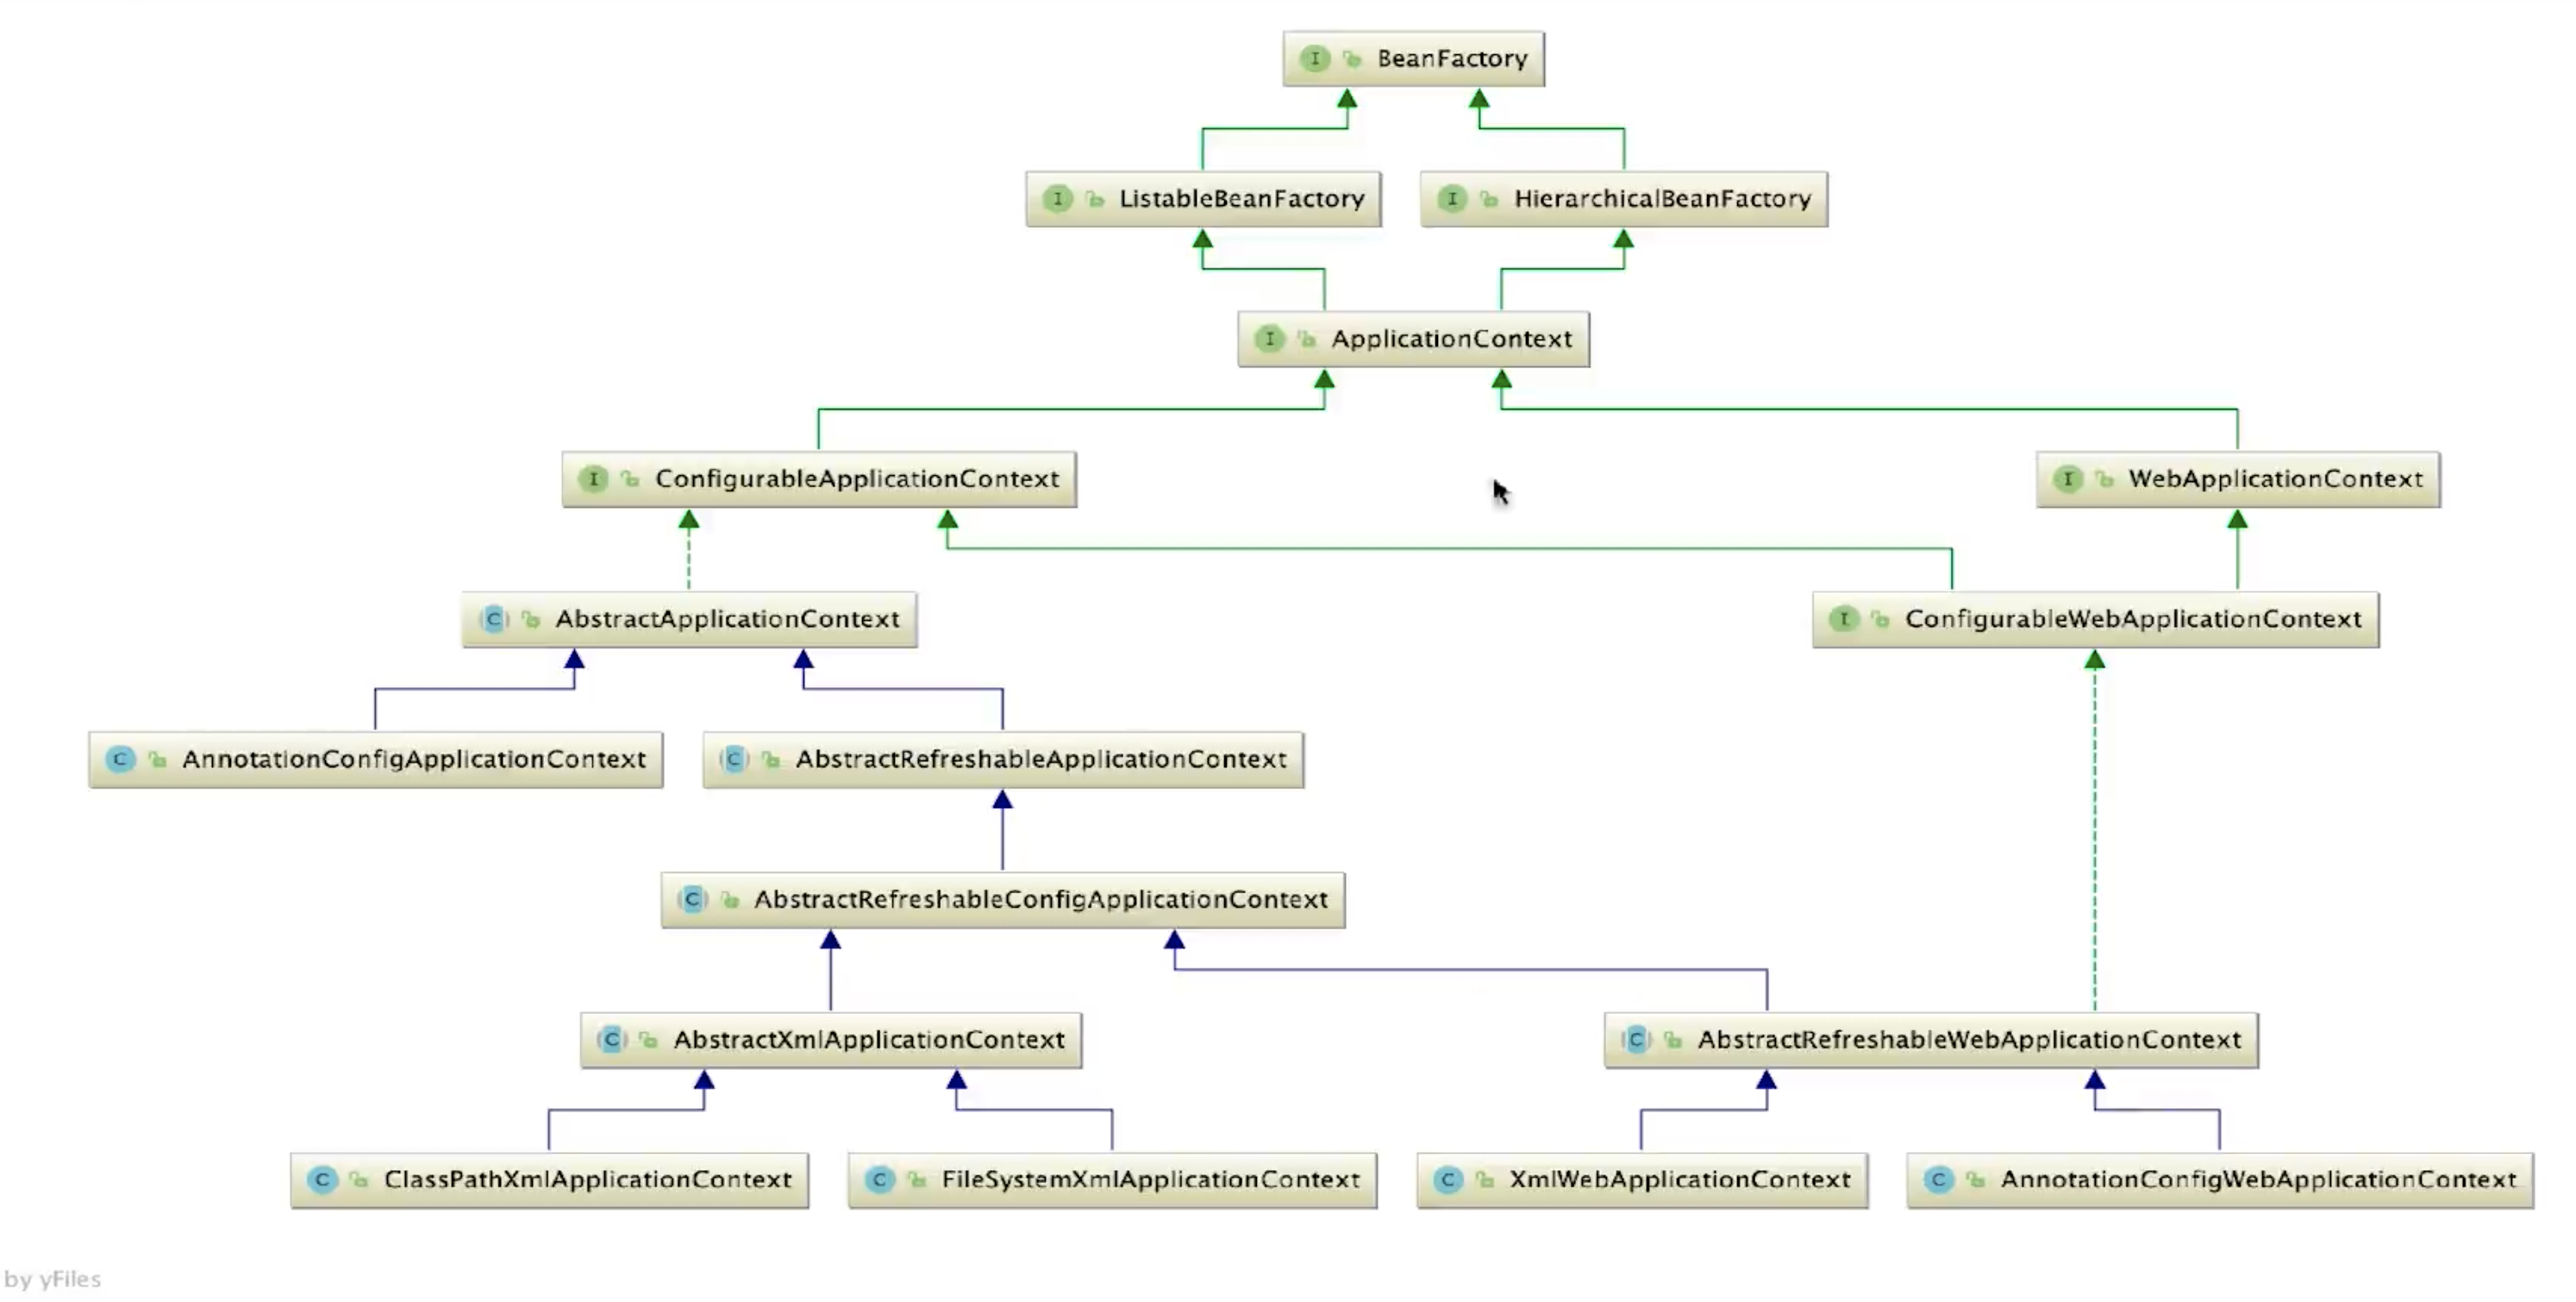 I BeanFactory
I ListableBeanFactory
I HierarchicalBeanFactory
I ApplicationContext
I ConfigurableApplicationContext
I WebApplicationContext
C AbstractApplicationContext
I ConfigurableWebApplicationContext
C AnnotationConfigApplicationContext
C AbstractRefreshableApplicationContext
C AbstractRefreshableConfigApplicationContext
C AbstractXmlApplicationContext
C AbstractRefreshableWebApplicationContext
C ClassPathXmlApplicationContext
C FileSystemXmlApplicationContext
C XmlWebApplicationContext
C AnnotationConfigWebApplicationContext
by yFiles